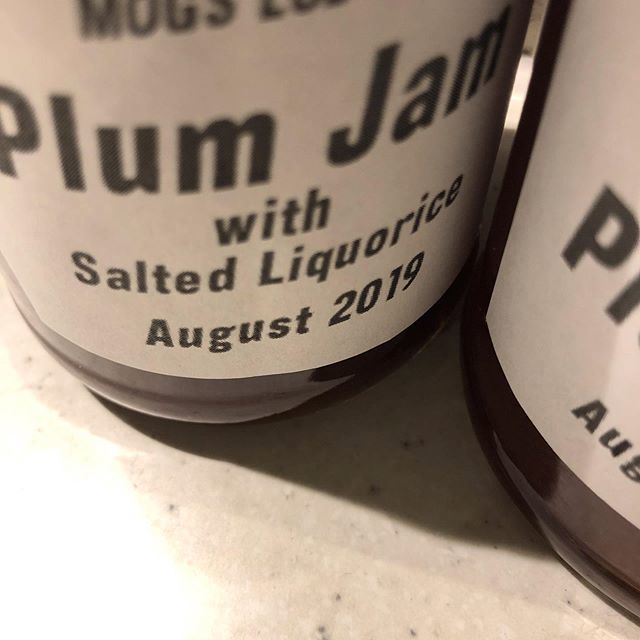 MOGS
Plum Jam
with
Salted Liquorice
August 2019